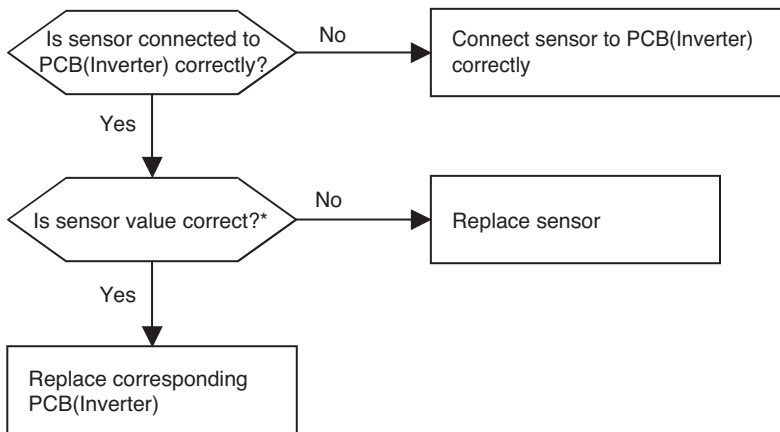 Is sensor connected to
PCB(Inverter) correctly?
No
Connect sensor to PCB(Inverter)
correctly
Yes
Is sensor value correct?*
No
Replace sensor
Yes
Replace corresponding
PCB(Inverter)